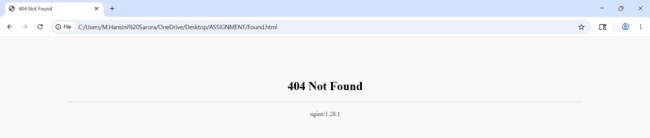 404 Not Found
File C:/Users/M.Hansini%20Sarora/OneDrive/Desktop/ASSIGNMENT/Found.html
404 Not Found
nginx/1.28.1